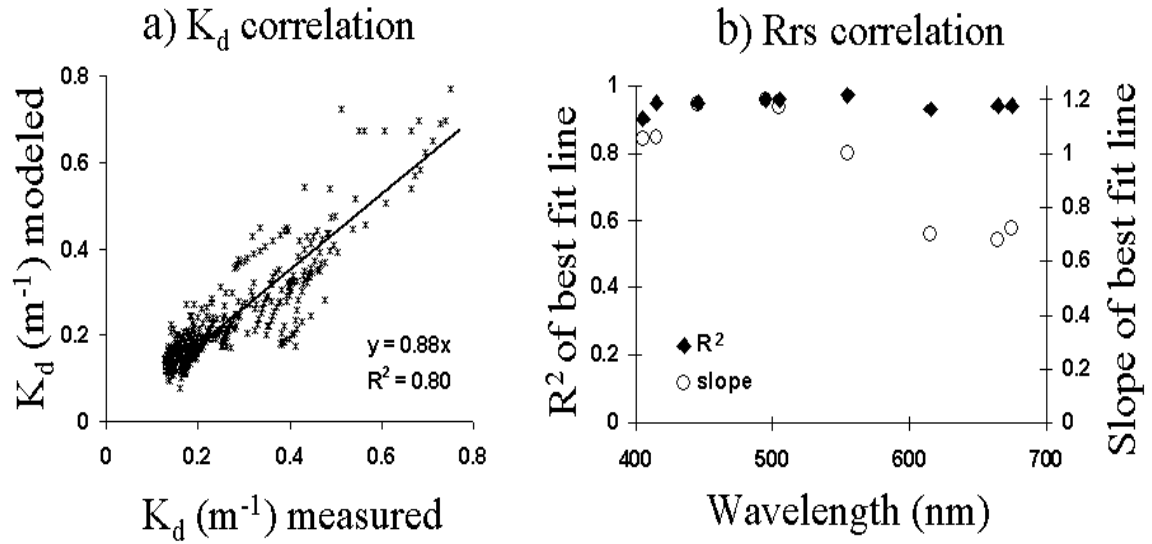 a) K_d correlation
K_d (m⁻¹) modeled
0.8
0.6
0.4
0.2
0
0 0.2 0.4 0.6 0.8
y = 0.88x
R² = 0.80
K_d (m⁻¹) measured
b) Rrs correlation
R² of best fit line
1
0.8
0.6
0.4
0.2
0
◆ R²
○ slope
1.2
1
0.8
0.6
0.4
0.2
0
Slope of best fit line
400 500 600 700
Wavelength (nm)